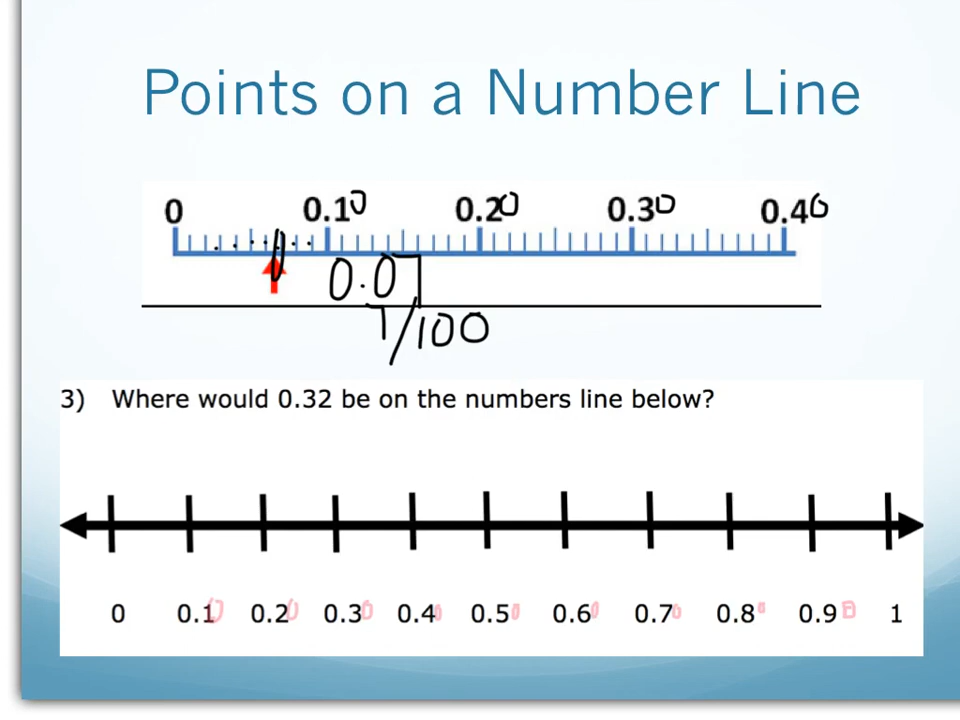 Points on a Number Line
0 0.10 0.20 0.30 0.40
0.07
7/100
3) Where would 0.32 be on the numbers line below?
0 0.10 0.20 0.30 0.40 0.50 0.60 0.70 0.80 0.90 1